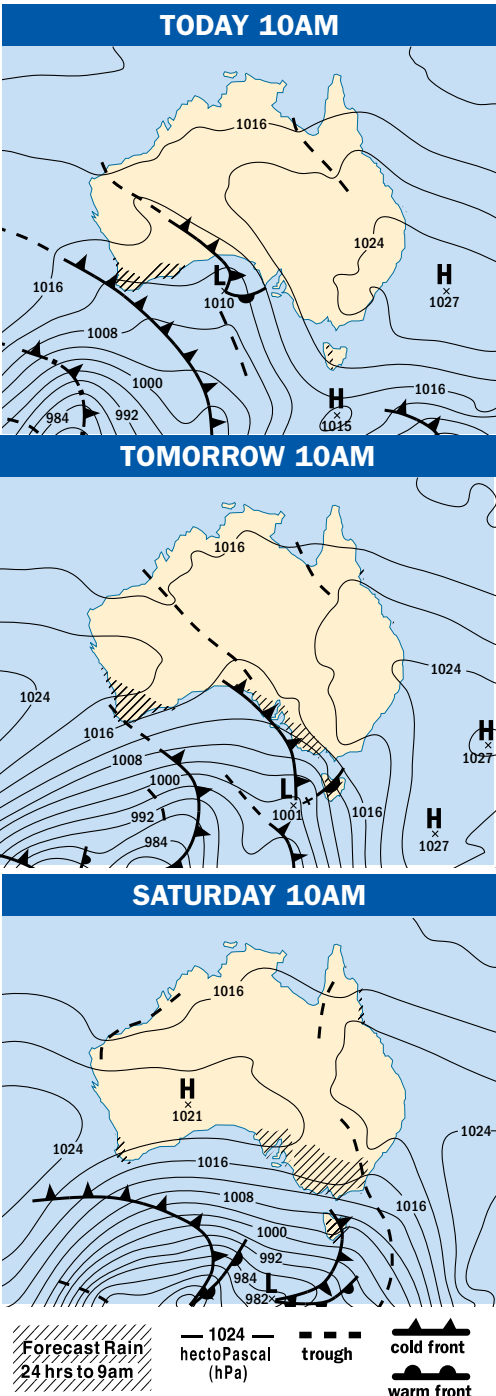 TODAY 10AM
1016
1024
H
1027
L
1010
1016
1008
1000
992
984
H
1015
1016
TOMORROW 10AM
1016
1024
1024
H
1027
1016
1008
1000
992
984
L
1001
1016
H
1027
SATURDAY 10AM
1016
H
1021
1024
1024
1016
1008
1016
1000
992
984
L
982
Forecast Rain
24 hrs to 9am
1024
hectoPascal
(hPa)
trough
cold front
warm front